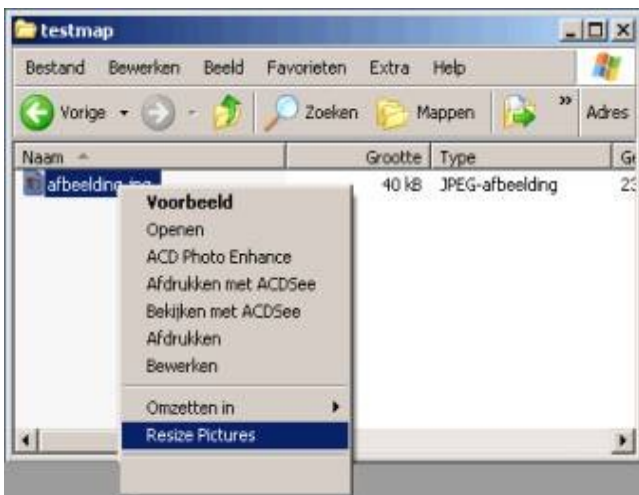 testmap
Bestand Bewerken Beeld Favorieten Extra Help
Vorige Zoeken Mappen » Adres
Naam Grootte Type
afbeelding.jpg 40 kB JPEG-afbeelding
Voorbeeld
Openen
ACD Photo Enhance
Afdrukken met ACDSee
Bekijken met ACDSee
Afdrukken
Bewerken
Omzetten in
Resize Pictures